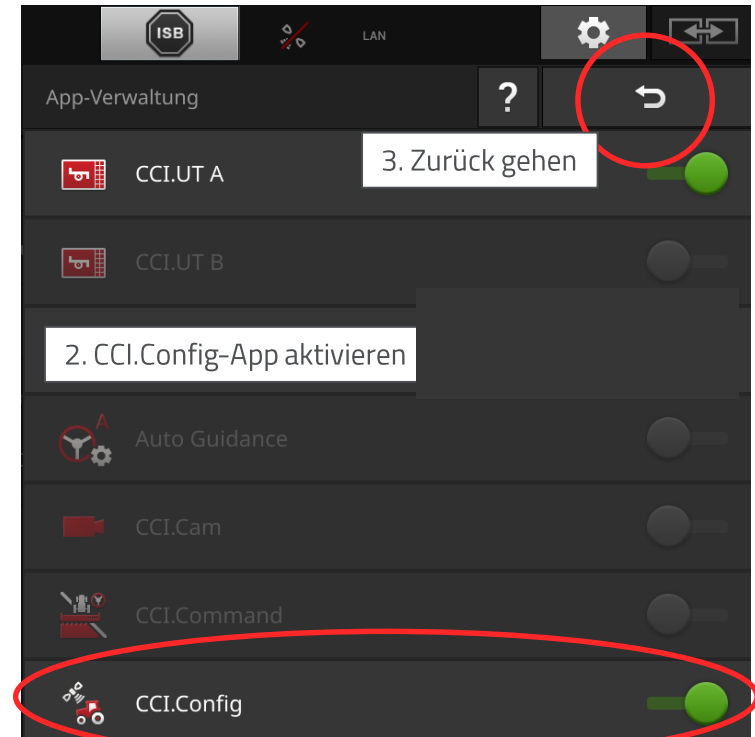 ISB
LAN
App-Verwaltung
?
CCI.UT A
3. Zurück gehen
CCI.UT B
2. CCI.Config-App aktivieren
A
Auto Guidance
CCI.Cam
CCI.Command
CCI.Config